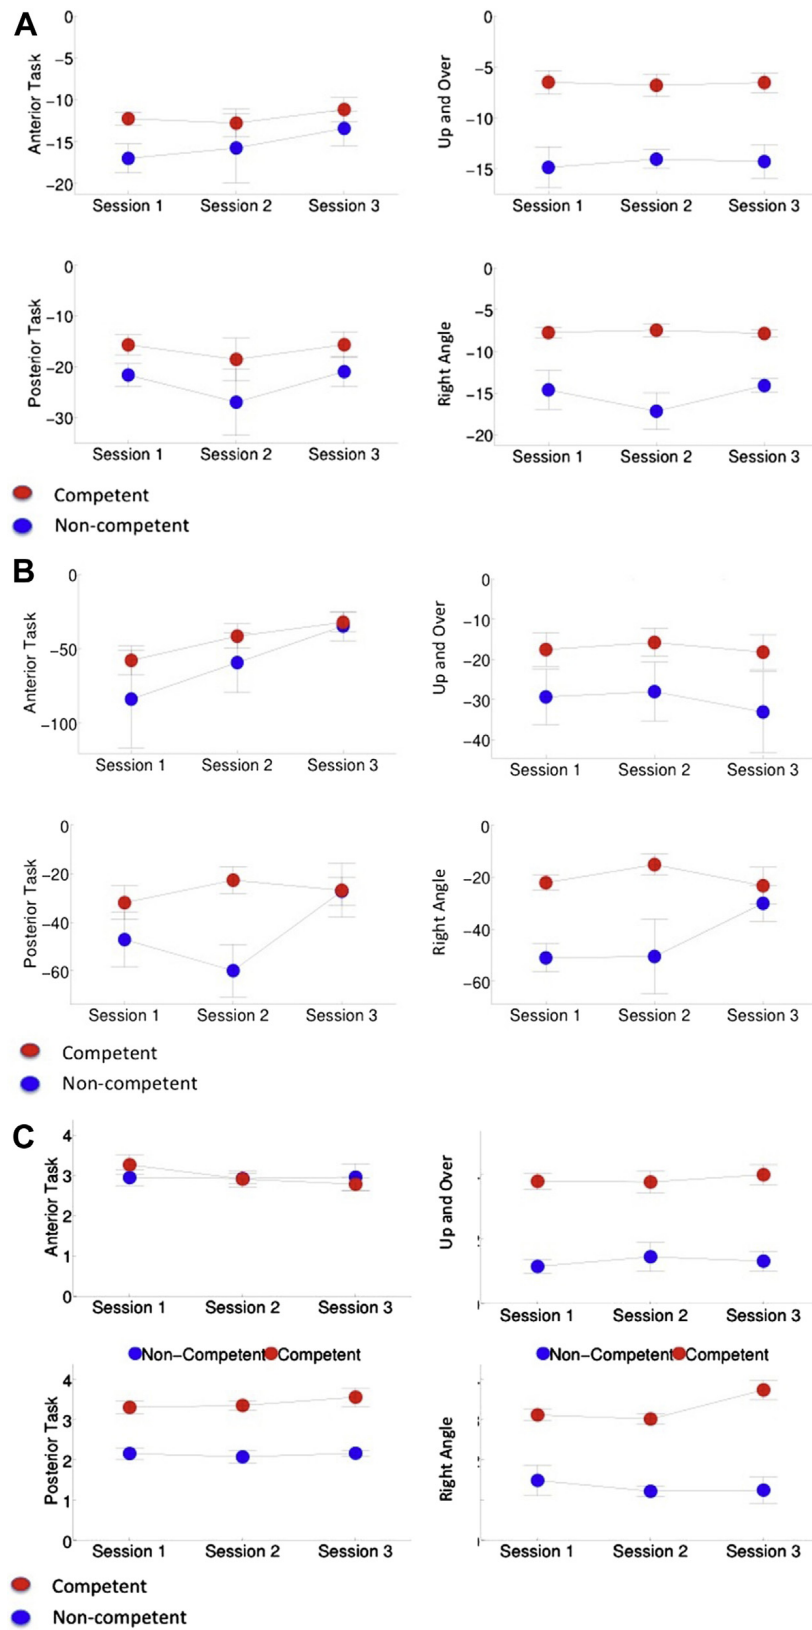 A
Anterior Task
0
−5
−10
−15
−20
Session 1 Session 2 Session 3
Up and Over
0
−5
−10
−15
Session 1 Session 2 Session 3
Posterior Task
0
−10
−20
−30
Session 1 Session 2 Session 3
Right Angle
0
−5
−10
−15
−20
Session 1 Session 2 Session 3
Competent
Non-competent
B
Anterior Task
0
−50
−100
Session 1 Session 2 Session 3
Up and Over
0
−10
−20
−30
−40
Session 1 Session 2 Session 3
Posterior Task
0
−20
−40
−60
Session 1 Session 2 Session 3
Right Angle
0
−20
−40
−60
Session 1 Session 2 Session 3
Competent
Non-competent
C
Anterior Task
4
3
2
1
0
Session 1 Session 2 Session 3
Up and Over
Session 1 Session 2 Session 3
Non−Competent Competent
Posterior Task
4
3
2
1
0
Session 1 Session 2 Session 3
Non−Competent Competent
Right Angle
Session 1 Session 2 Session 3
Competent
Non-competent